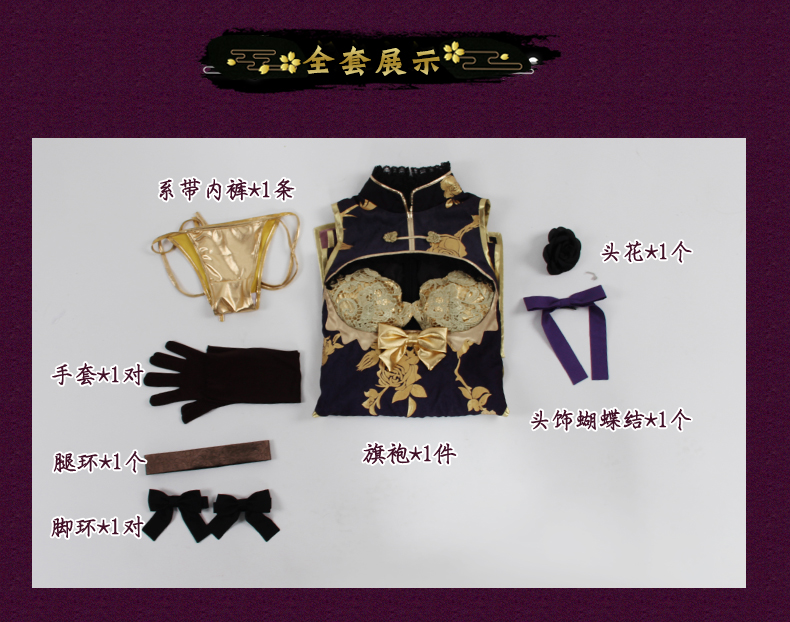 全套展示
系带内裤*1条
头花*1个
手套*1对
头饰蝴蝶结*1个
旗袍*1件
腿环*1个
脚环*1对